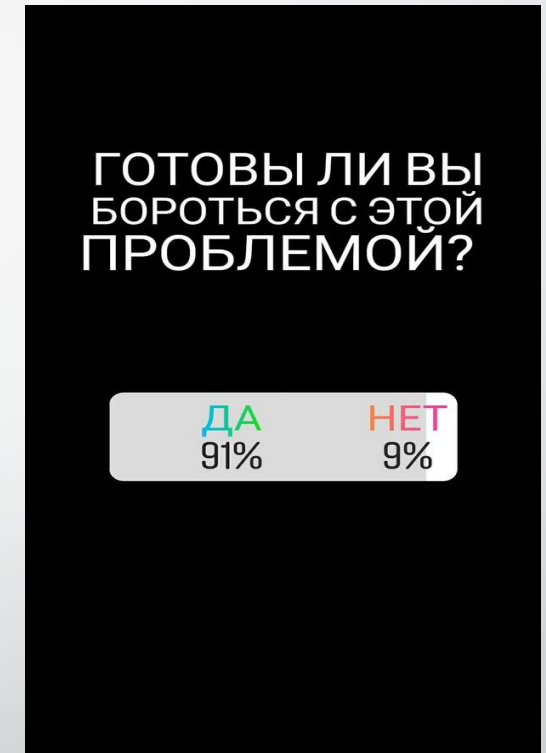 ГОТОВЫ ЛИ ВЫ
БОРОТЬСЯ С ЭТОЙ
ПРОБЛЕМОЙ?
ДА НЕТ
91% 9%